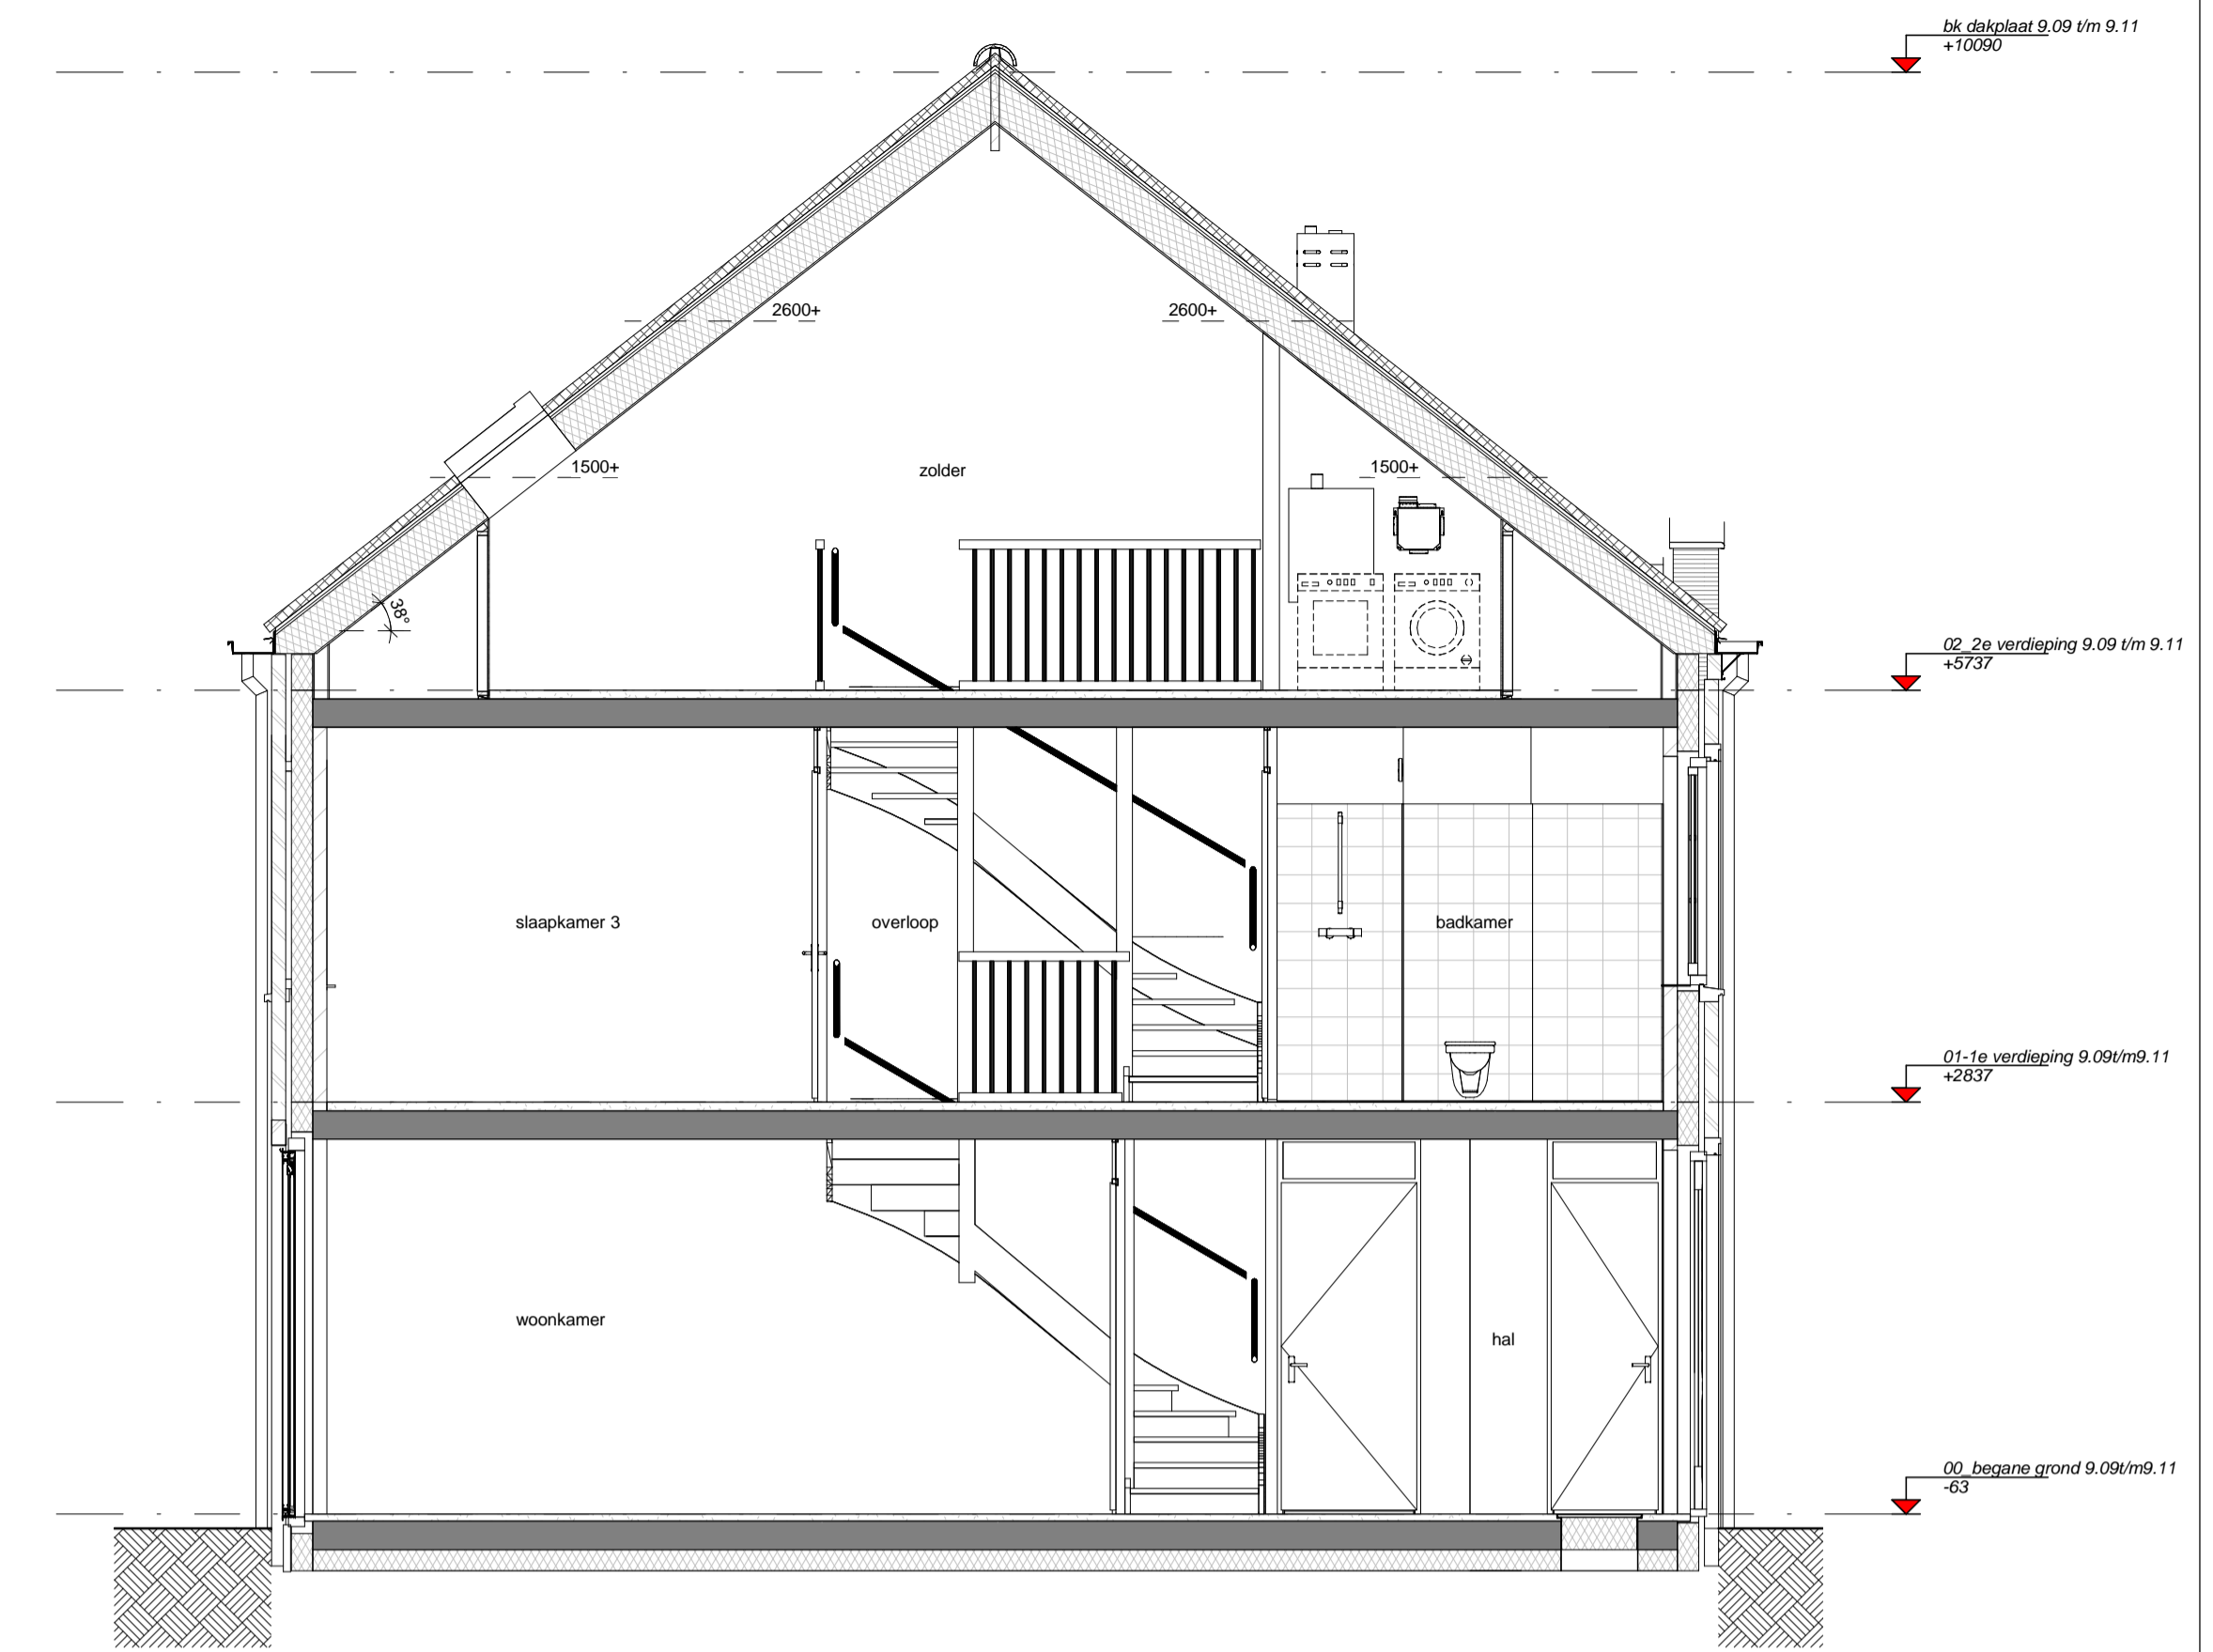 bk dakplaat 9.09 t/m 9.11
+10090
2600+ 2600+
1500+ zolder 1500+
38°
02_2e verdieping 9.09 t/m 9.11
+5737
slaapkamer 3 overloop badkamer
01-1e verdieping 9.09t/m9.11
+2837
woonkamer hal
00_begane grond 9.09t/m9.11
-63